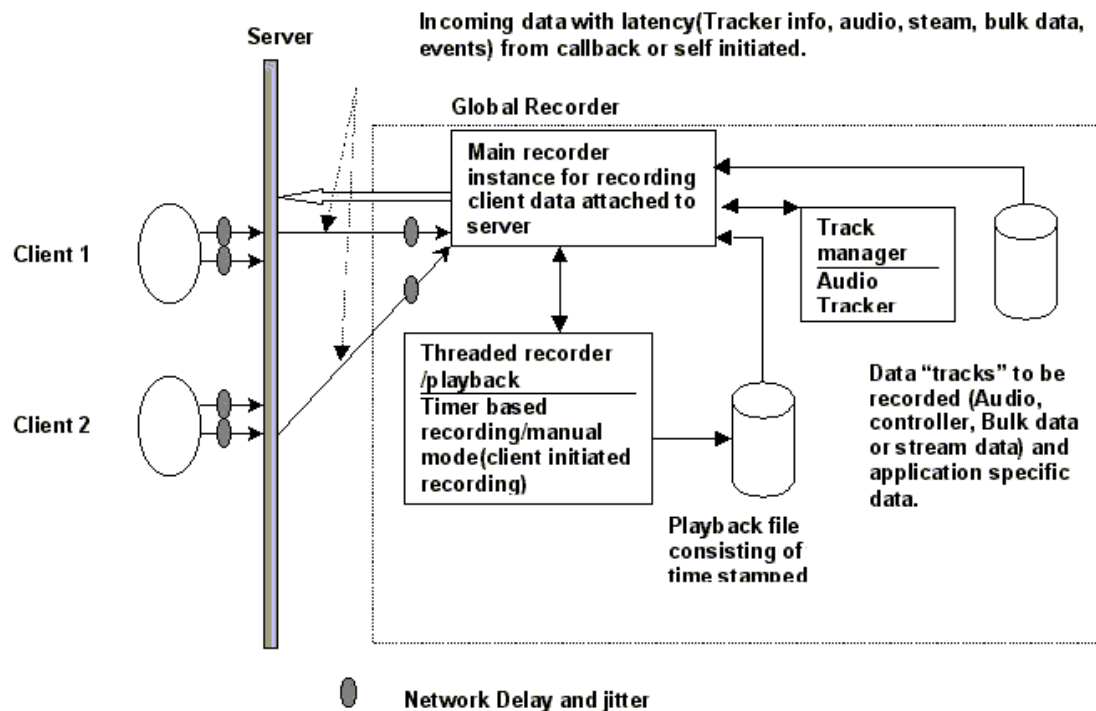 Incoming data with latency(Tracker info, audio, steam, bulk data,
events) from callback or self initiated.
Server
Global Recorder
Main recorder
instance for recording
client data attached to
server
Track
manager
Audio
Tracker
Client 1
Threaded recorder
/playback
Timer based
recording/manual
mode(client initiated
recording)
Data “tracks” to be
recorded (Audio,
controller, Bulk data
or stream data) and
application specific
data.
Client 2
Playback file
consisting of
time stamped
Network Delay and jitter